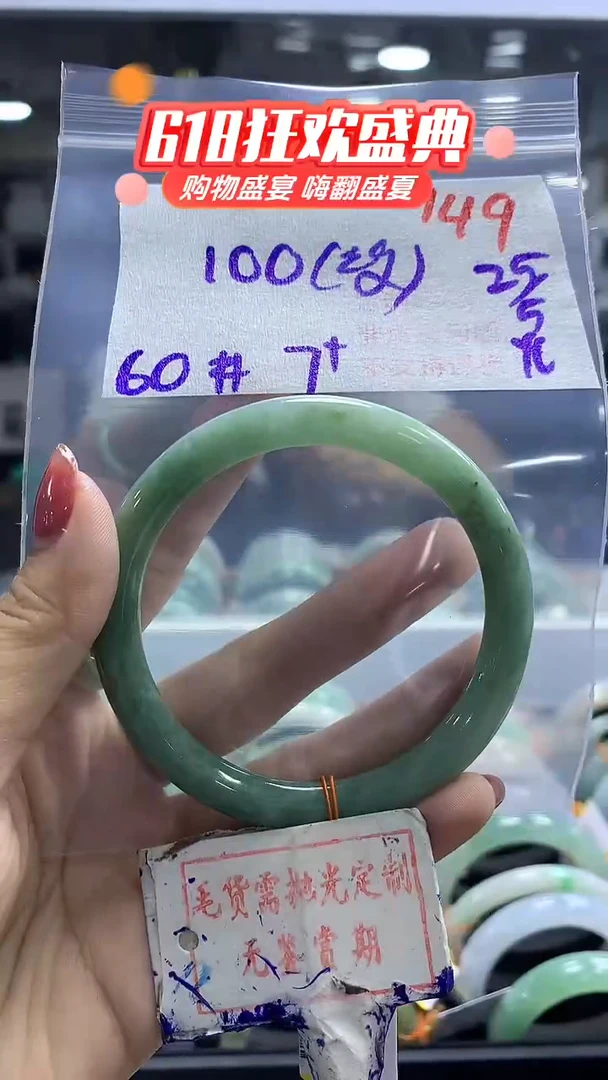 618狂欢盛典
购物盛宴 嗨翻盛夏
149
100(技)
25/5
60# 7+
毛货需抛光定制
无鉴赏期